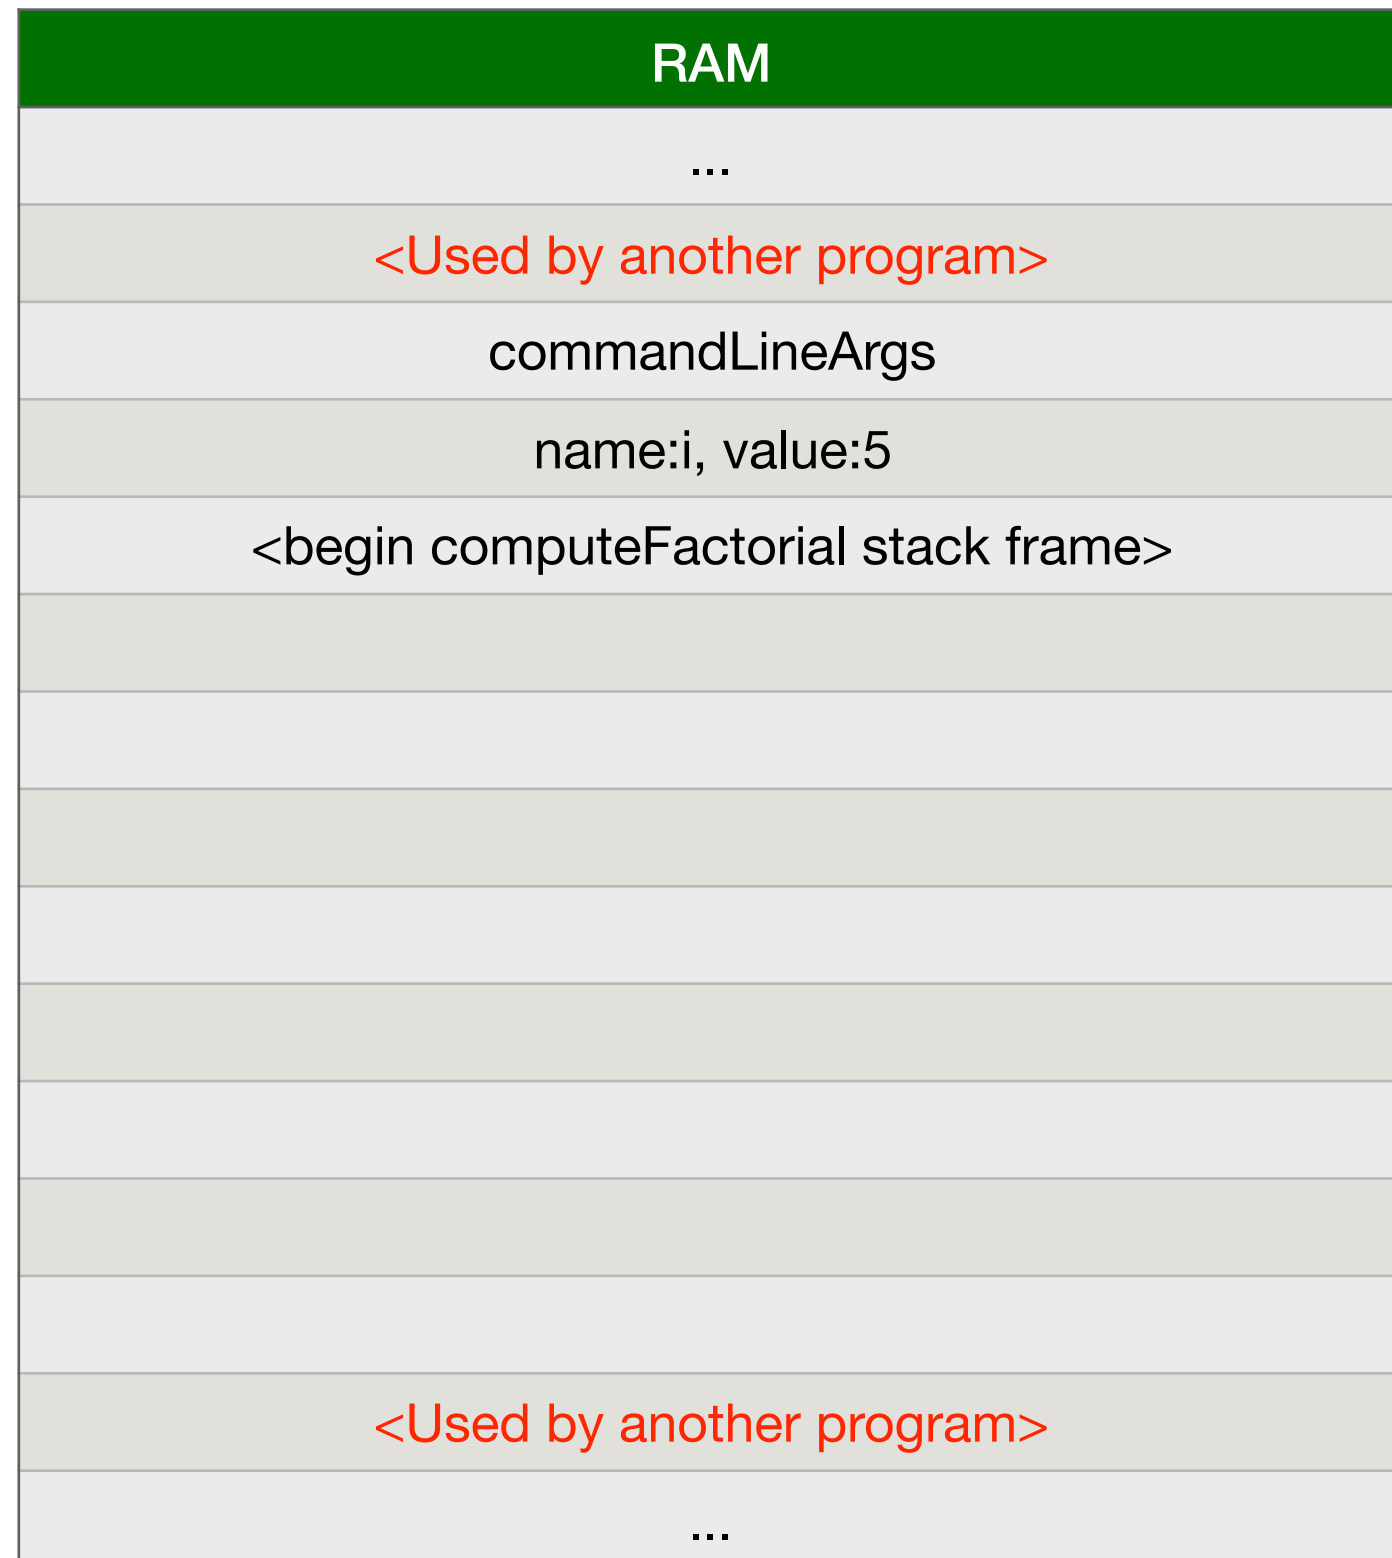 RAM
...
<Used by another program>
commandLineArgs
name:i, value:5
<begin computeFactorial stack frame>
<Used by another program>
...